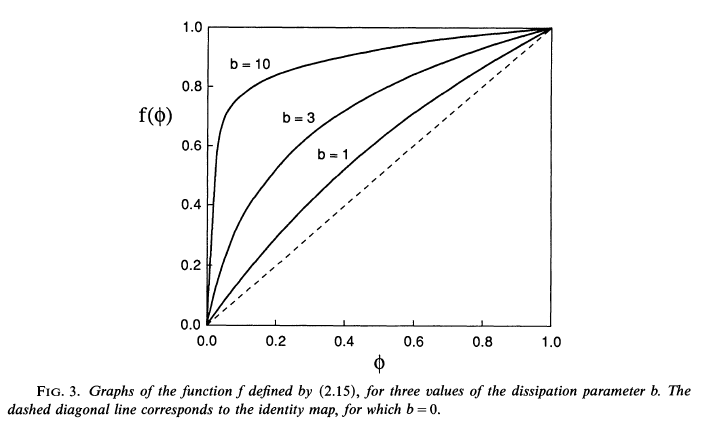 1.0
b = 10
0.8
f(ϕ)
b = 3
0.6
b = 1
0.4
0.2
0.0
0.0 0.2 0.4 0.6 0.8 1.0
ϕ
FIG. 3. Graphs of the function f defined by (2.15), for three values of the dissipation parameter b. The
dashed diagonal line corresponds to the identity map, for which b = 0.